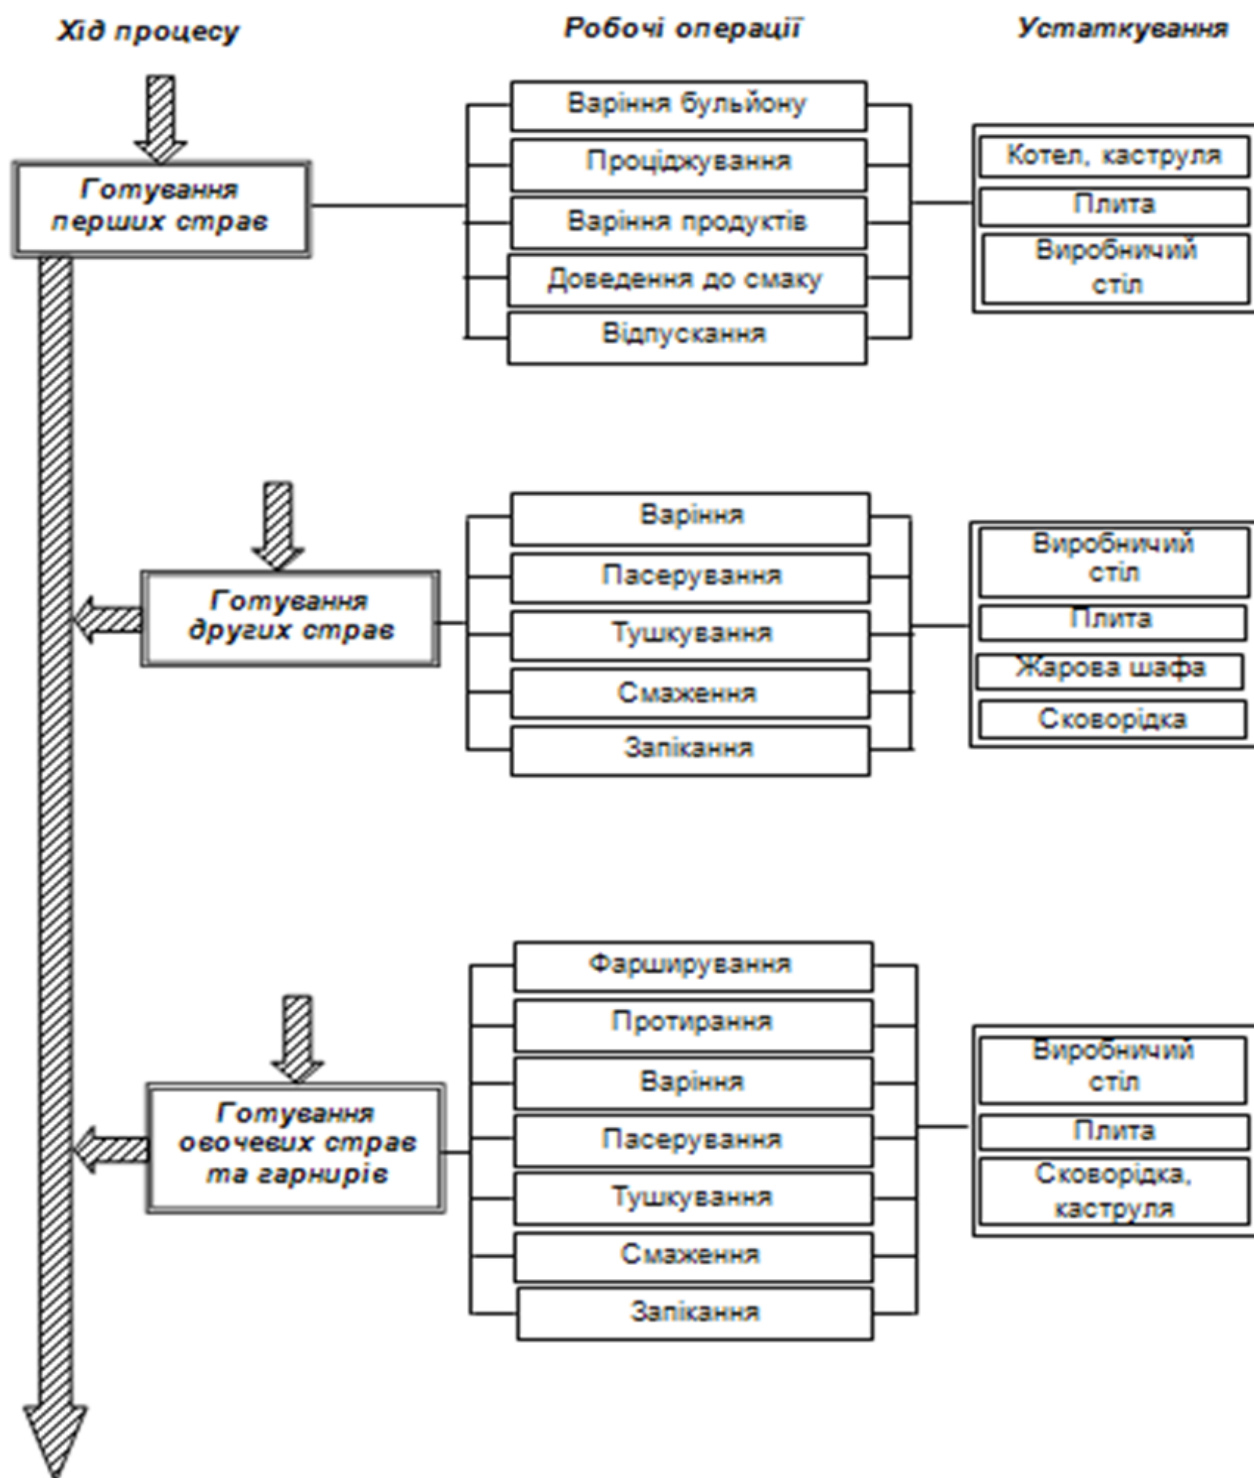 Хід процесу
Робочі операції
Устаткування
Готування
перших страв
Варіння бульйону
Проціджування
Варіння продуктів
Доведення до смаку
Відпускання
Котел, каструля
Плита
Виробничий
стіл
Готування
других страв
Варіння
Пасерування
Тушкування
Смаження
Запікання
Виробничий
стіл
Плита
Жарова шафа
Сковорідка
Готування
овочевих страв
та гарнирів
Фарширування
Протирання
Варіння
Пасерування
Тушкування
Смаження
Запікання
Виробничий
стіл
Плита
Сковорідка,
каструля